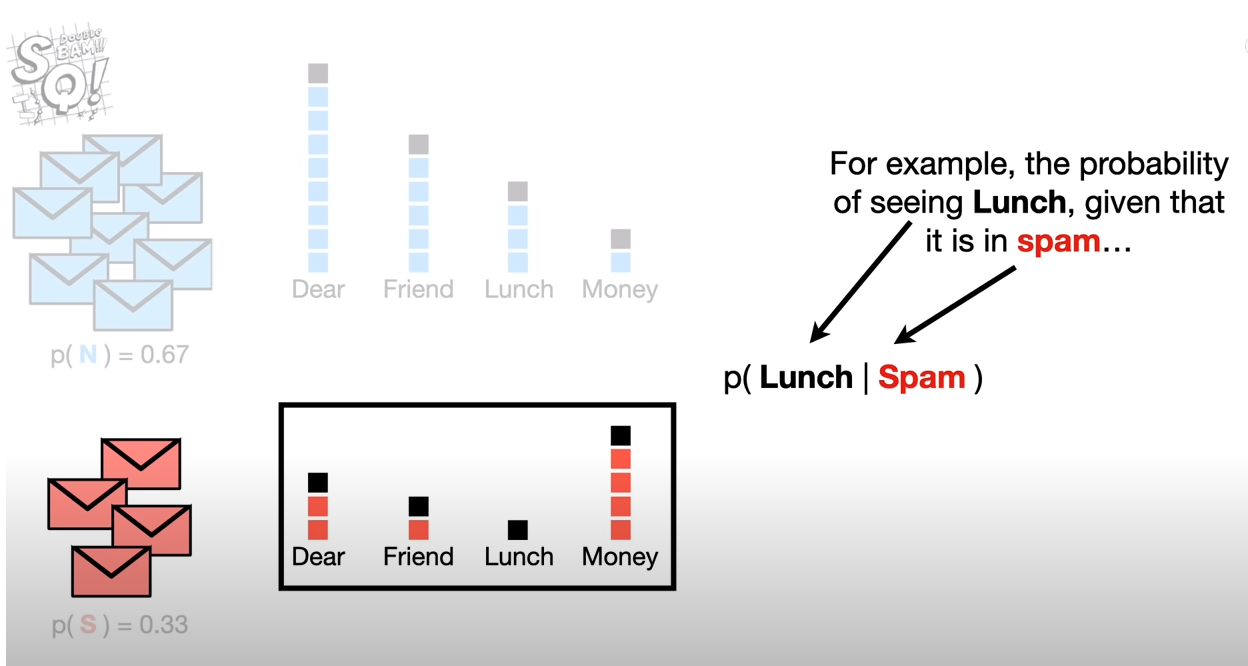 DOUBLE
BAM!!!
SQ!
Dear Friend Lunch Money
p( N ) = 0.67
For example, the probability
of seeing Lunch, given that
it is in spam…
p( Lunch | Spam )
Dear Friend Lunch Money
p( S ) = 0.33